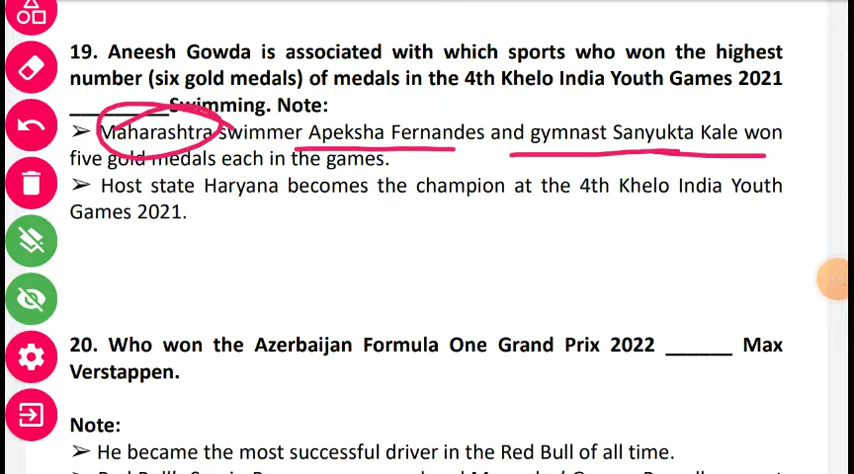 19. Aneesh Gowda is associated with which sports who won the highest
number (six gold medals) of medals in the 4th Khelo India Youth Games 2021
__________Swimming. Note:
➢ Maharashtra swimmer Apeksha Fernandes and gymnast Sanyukta Kale won
five gold medals each in the games.
➢ Host state Haryana becomes the champion at the 4th Khelo India Youth
Games 2021.
20. Who won the Azerbaijan Formula One Grand Prix 2022 _______ Max
Verstappen.
Note:
➢ He became the most successful driver in the Red Bull of all time.